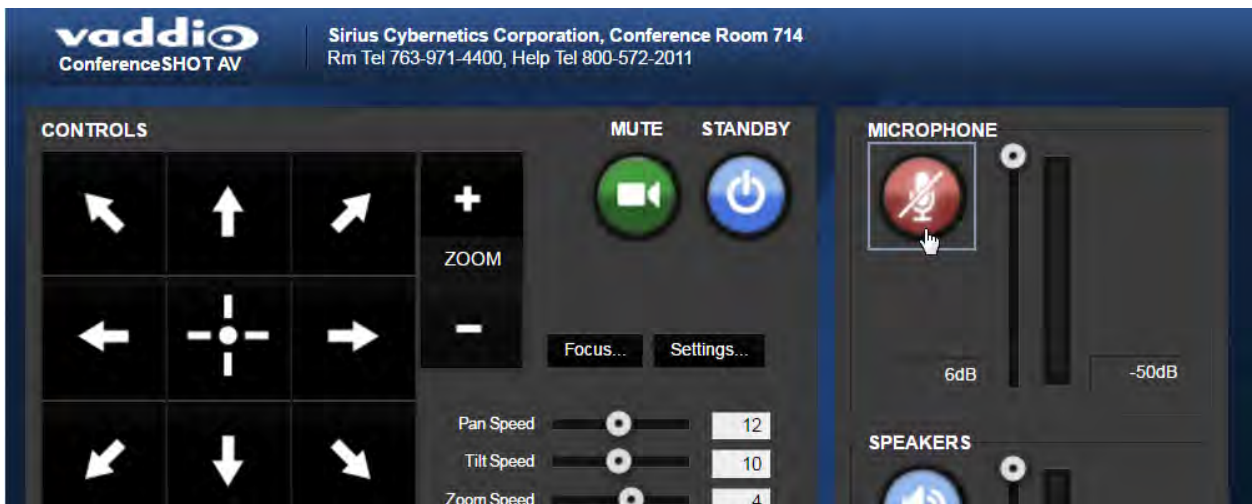 vaddio
ConferenceSHOT AV
Sirius Cybernetics Corporation, Conference Room 714
Rm Tel 763-971-4400, Help Tel 800-572-2011
CONTROLS
MUTE STANDBY
+
ZOOM
-
Focus... Settings...
Pan Speed 12
Tilt Speed 10
Zoom Speed 4
MICROPHONE
6dB -50dB
SPEAKERS